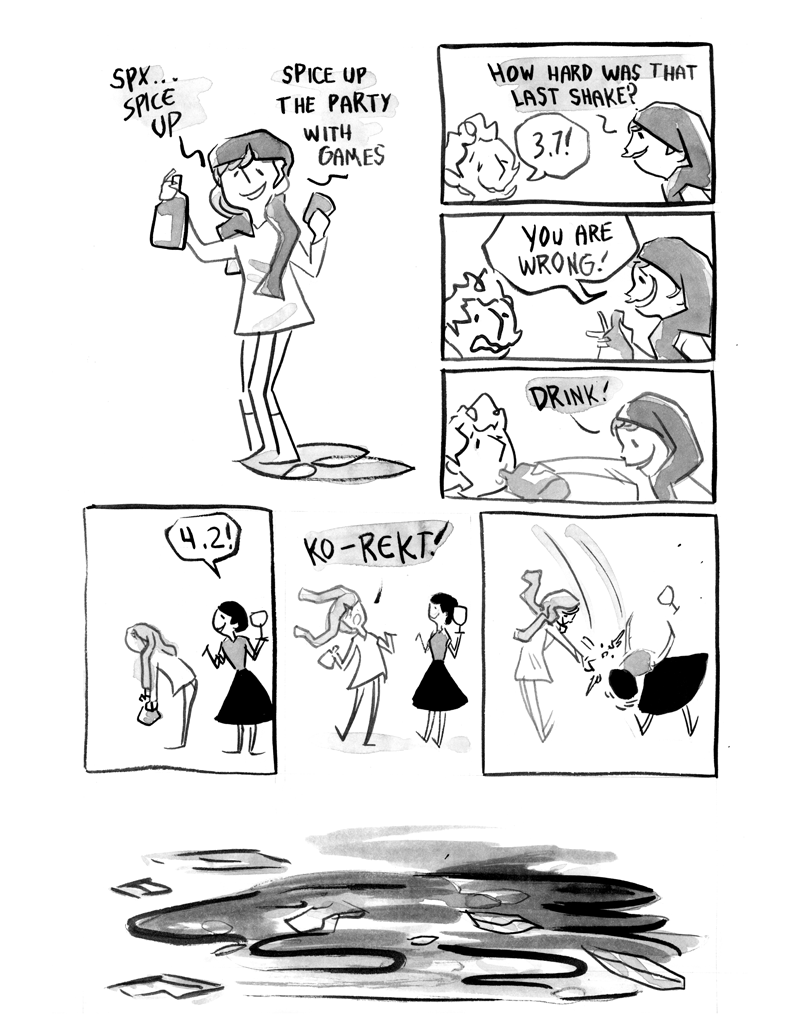 SPX...
SPICE
UP
SPICE UP
THE PARTY
WITH
GAMES
HOW HARD WAS THAT
LAST SHAKE?
3.7!
YOU ARE
WRONG!
DRINK!
4.2!
KO-REKT!